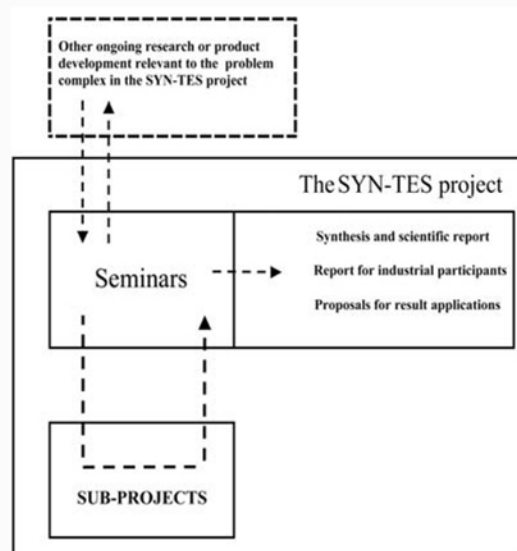 Other ongoing research or product
development relevant to the problem
complex in the SYN-TES project
The SYN-TES project
Seminars
Synthesis and scientific report
Report for industrial participants
Proposals for result applications
SUB-PROJECTS